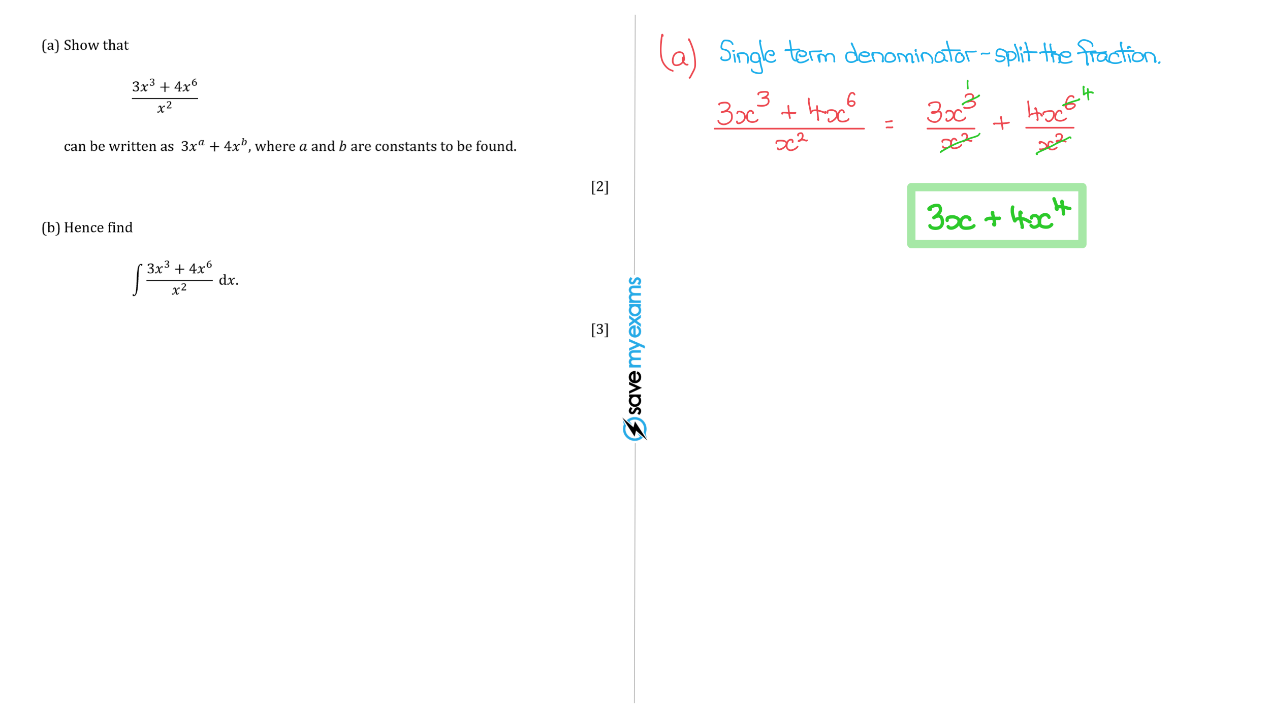 (a) Show that
3x³ + 4x⁶
x²
can be written as 3xᵃ + 4xᵇ, where a and b are constants to be found.
[2]
(b) Hence find
∫ 3x³ + 4x⁶ dx.
x²
[3]
save my exams
(a) Single term denominator - split the fraction.
3x³ + 4x⁶ = 3x³ ¹ + 4x⁶ ⁴
x² x² x²
3x + 4x⁴